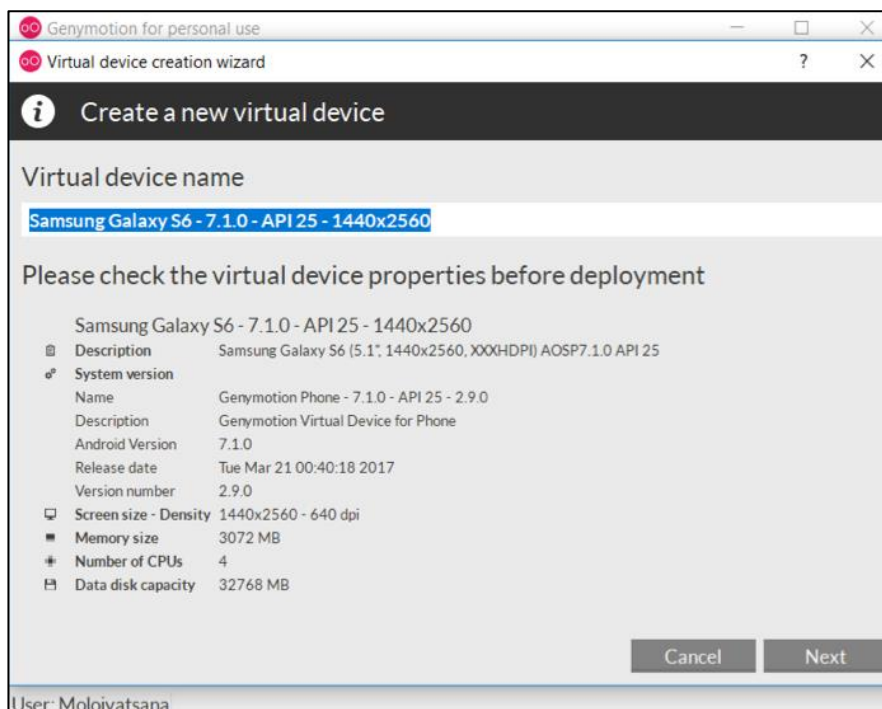 Genymotion for personal use
Virtual device creation wizard
Create a new virtual device
Virtual device name
Samsung Galaxy S6 - 7.1.0 - API 25 - 1440x2560
Please check the virtual device properties before deployment
Samsung Galaxy S6 - 7.1.0 - API 25 - 1440x2560
Description Samsung Galaxy S6 (5.1", 1440x2560, XXXHDPI) AOSP7.1.0 API 25
System version
Name Genymotion Phone - 7.1.0 - API 25 - 2.9.0
Description Genymotion Virtual Device for Phone
Android Version 7.1.0
Release date Tue Mar 21 00:40:18 2017
Version number 2.9.0
Screen size - Density 1440x2560 - 640 dpi
Memory size 3072 MB
Number of CPUs 4
Data disk capacity 32768 MB
Cancel Next
User: Moloiyatsana